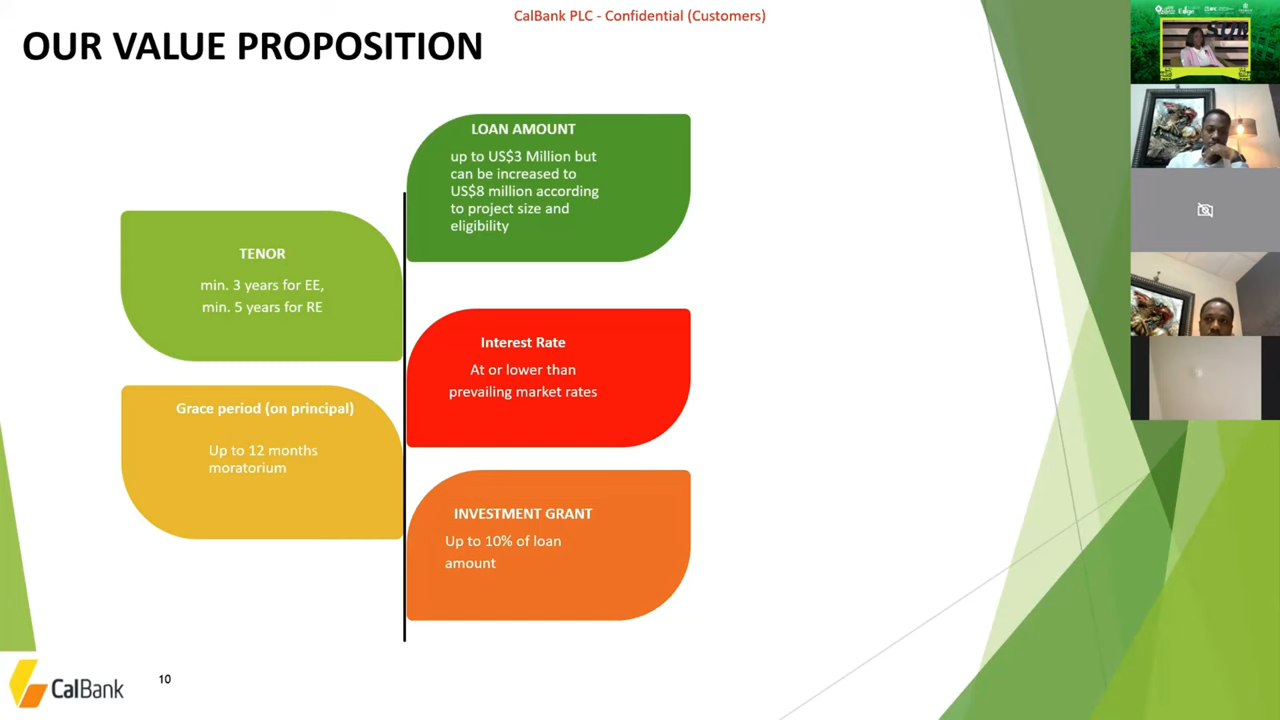 CalBank PLC - Confidential (Customers)
OUR VALUE PROPOSITION
LOAN AMOUNT
up to US$3 Million but
can be increased to
US$8 million according
to project size and
eligibility
TENOR
min. 3 years for EE,
min. 5 years for RE
Interest Rate
At or lower than
prevailing market rates
Grace period (on principal)
Up to 12 months
moratorium
INVESTMENT GRANT
Up to 10% of loan
amount
CalBank
10
Edge